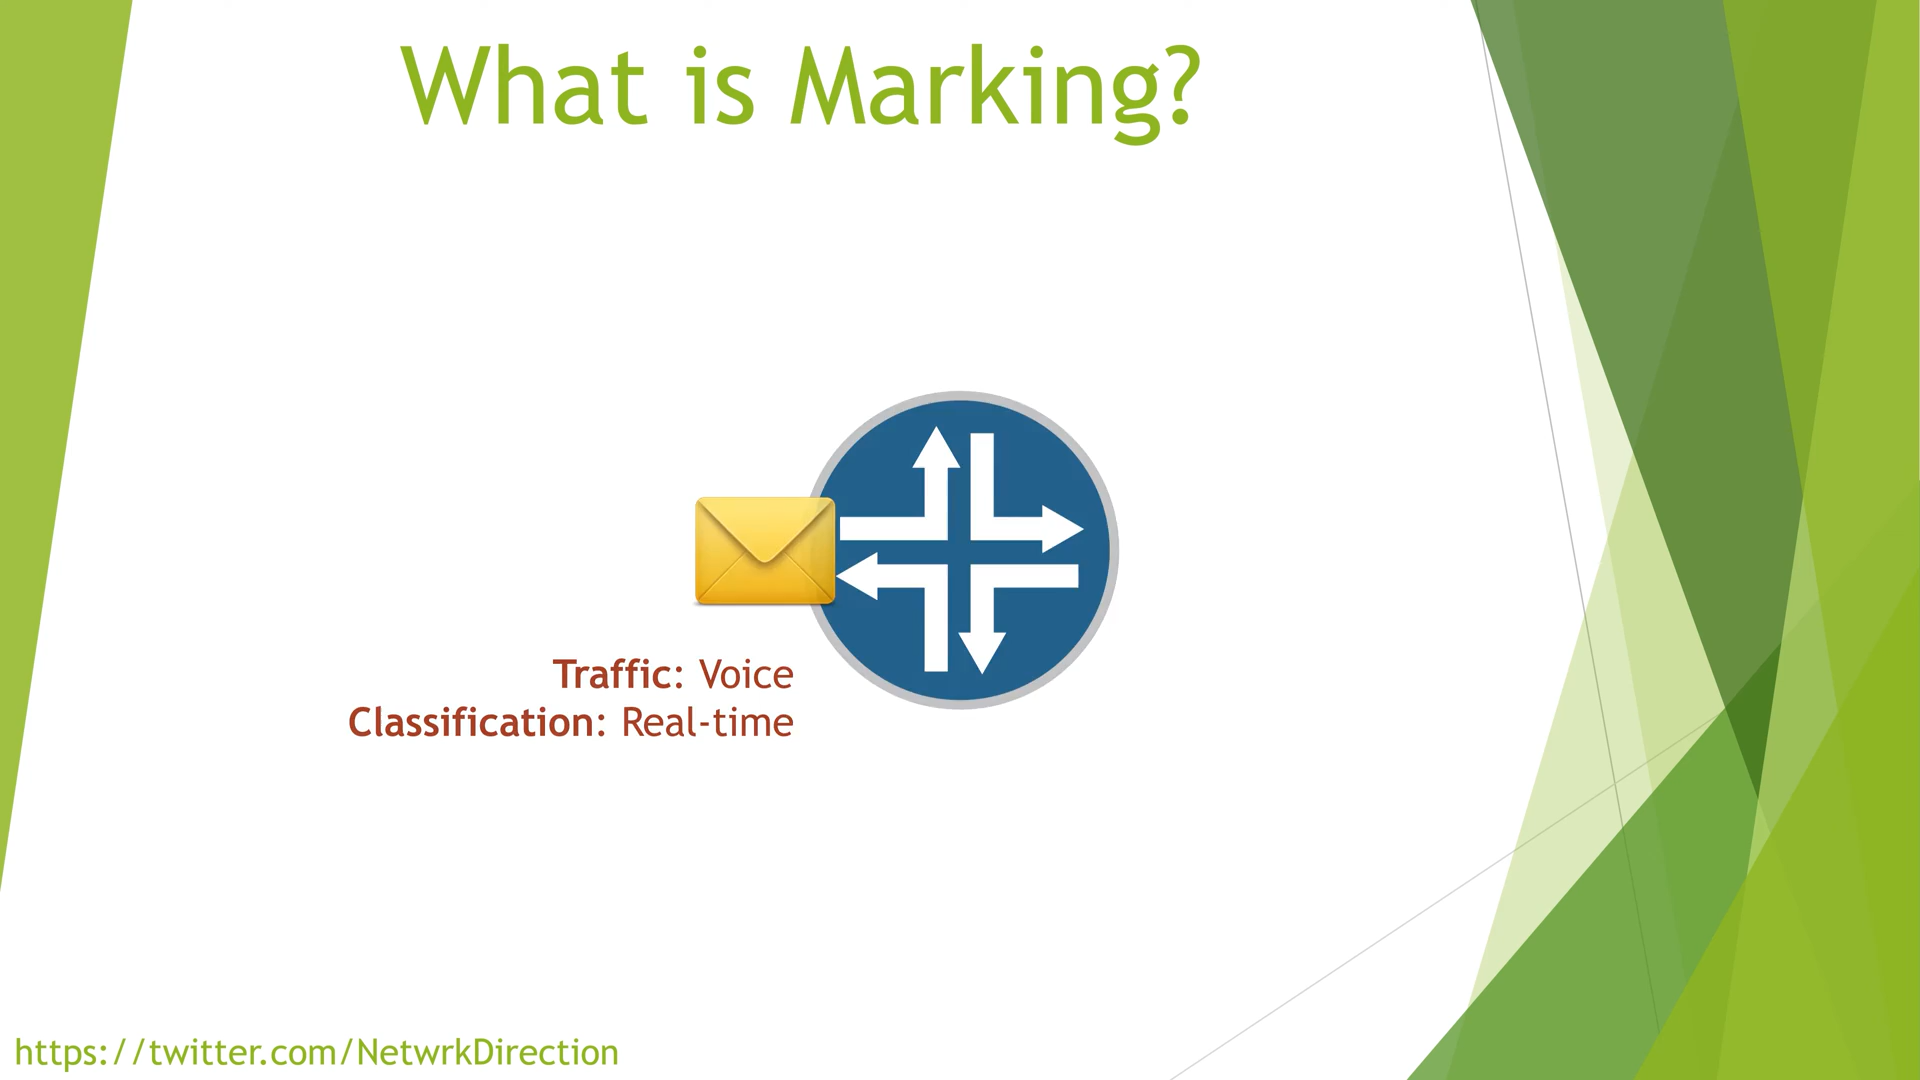 What is Marking?
Traffic: Voice
Classification: Real-time
https://twitter.com/NetwrkDirection